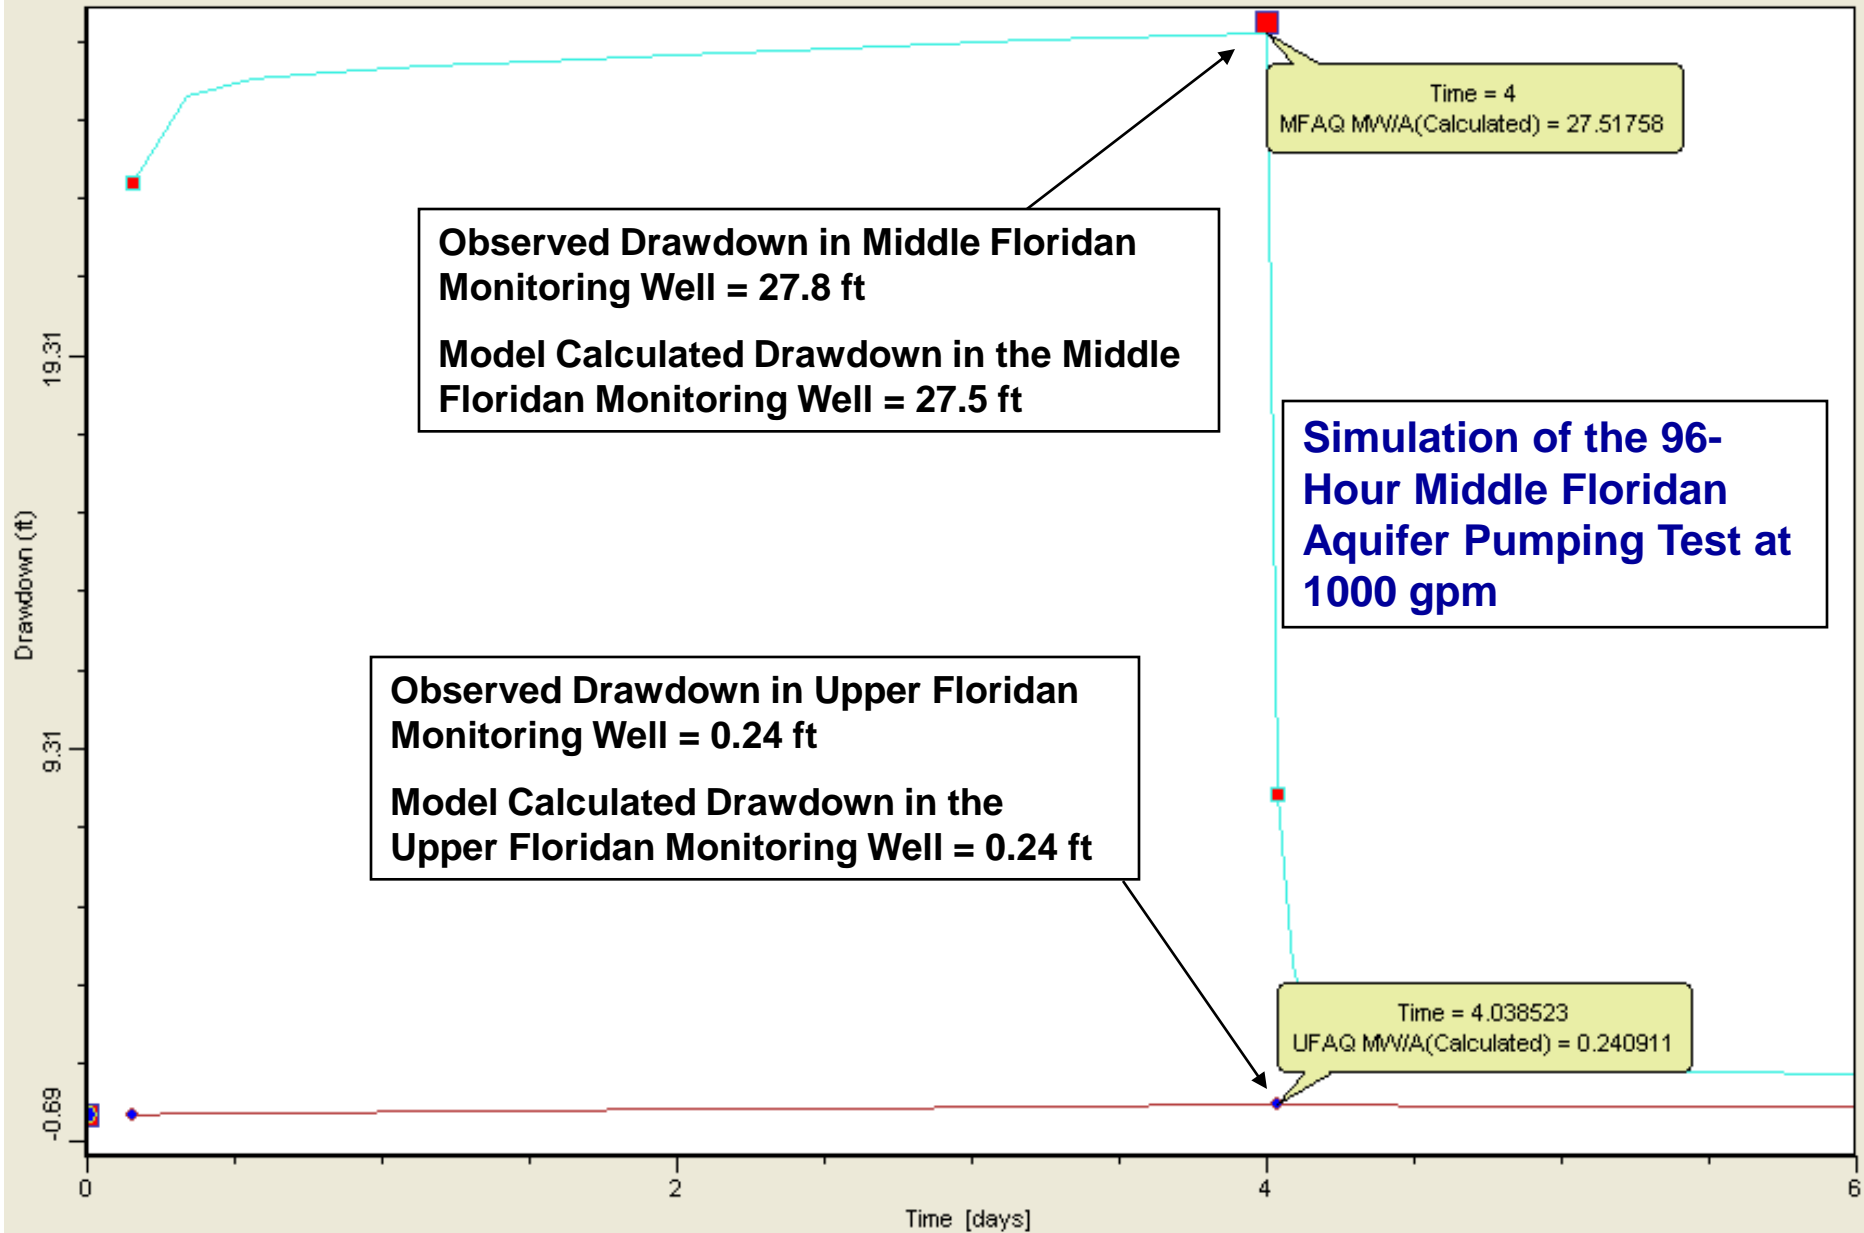 Time = 4
MFAQ MW/A(Calculated) = 27.51758
Observed Drawdown in Middle Floridan
Monitoring Well = 27.8 ft
Model Calculated Drawdown in the Middle
Floridan Monitoring Well = 27.5 ft
19.31
Simulation of the 96-
Hour Middle Floridan
Aquifer Pumping Test at
1000 gpm
Drawdown (ft)
Observed Drawdown in Upper Floridan
Monitoring Well = 0.24 ft
Model Calculated Drawdown in the
Upper Floridan Monitoring Well = 0.24 ft
9.31
Time = 4.038523
UFAQ MW/A(Calculated) = 0.240911
-0.69
0 2 4 6
Time [days]